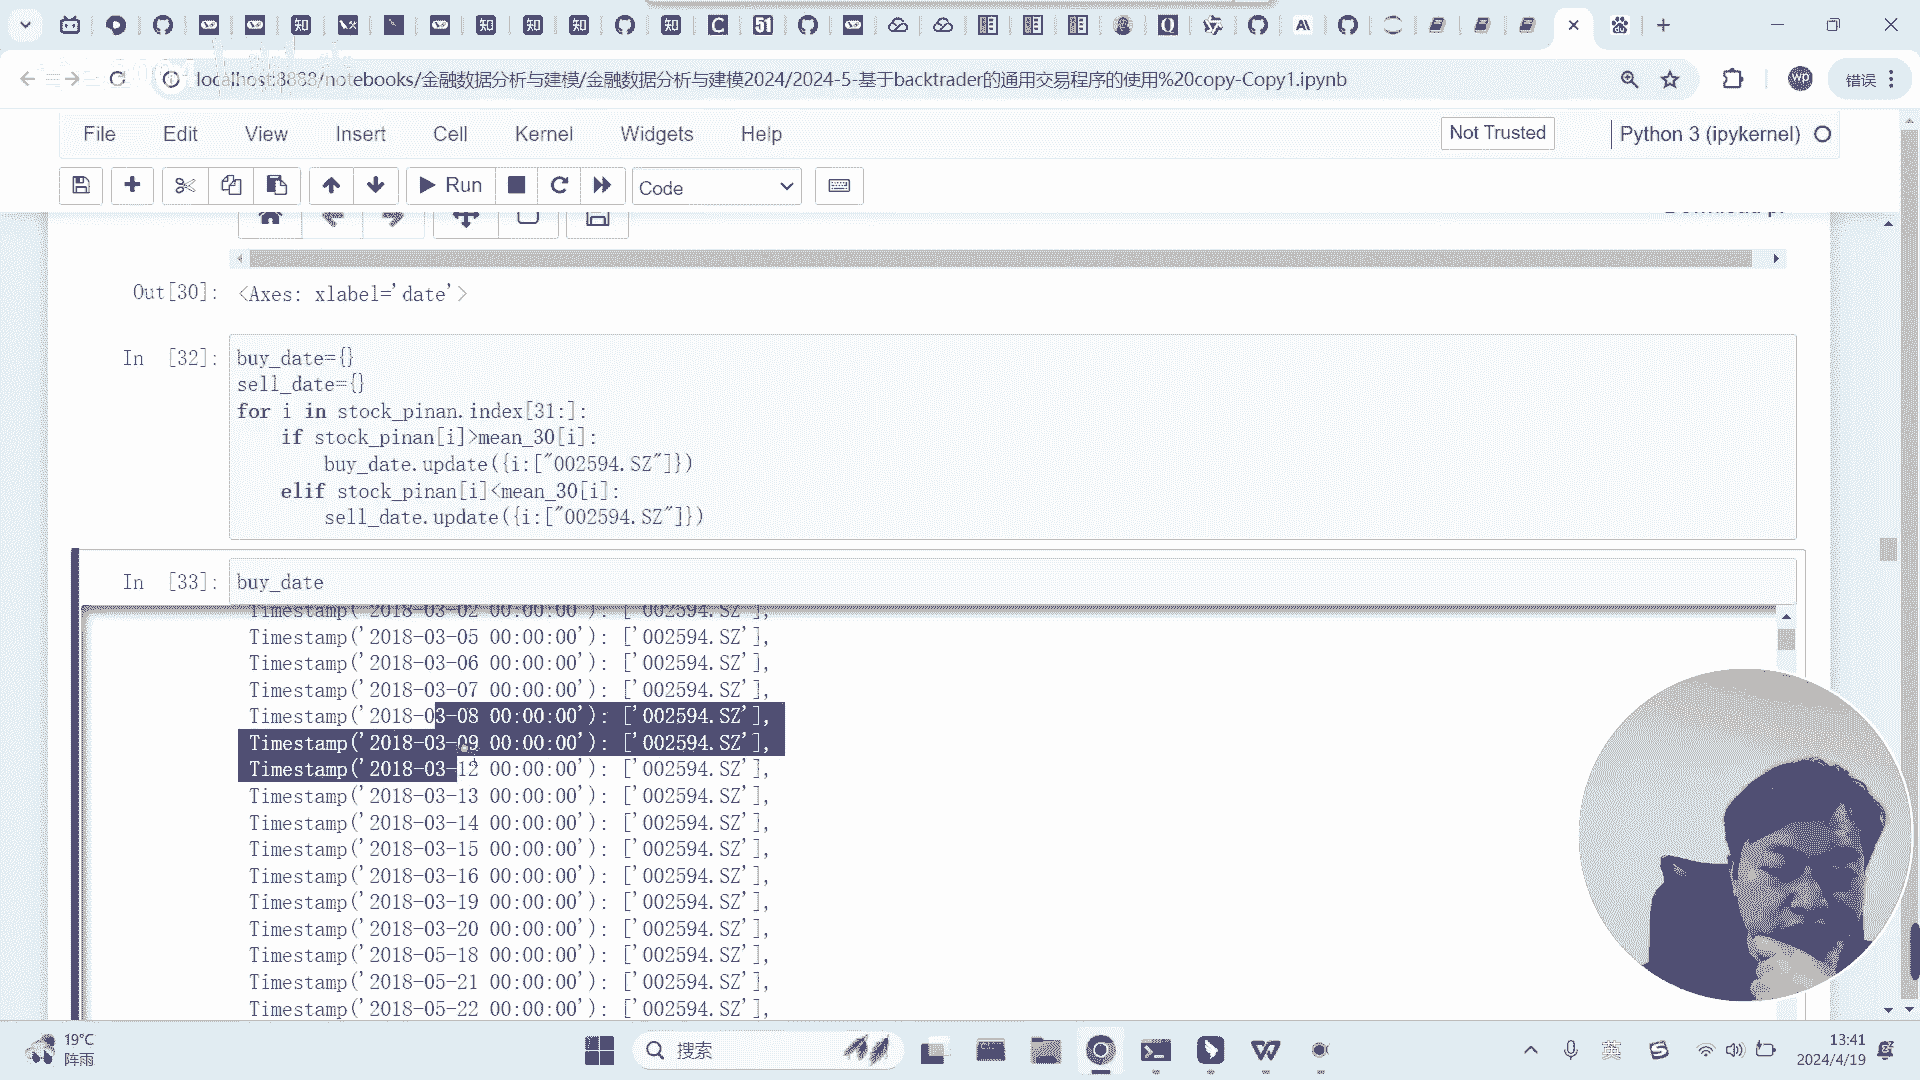 localhost:8888/notebooks/金融数据分析与建模/金融数据分析与建模2024/2024-5-基于backtrader的通用交易程序的使用%20copy-Copy1.ipynb
错误
File Edit View Insert Cell Kernel Widgets Help
Not Trusted
Python 3 (ipykernel)
Run
Code
Out[30]: <Axes: xlabel='date'>
In [32]: buy_date={}
sell_date={}
for i in stock_pinan.index[31:]:
    if stock_pinan[i]>mean_30[i]:
        buy_date.update({i:["002594.SZ"]})
    elif stock_pinan[i]<mean_30[i]:
        sell_date.update({i:["002594.SZ"]})
In [33]: buy_date
Timestamp('2018-03-02 00:00:00'): ['002594.SZ'],
Timestamp('2018-03-05 00:00:00'): ['002594.SZ'],
Timestamp('2018-03-06 00:00:00'): ['002594.SZ'],
Timestamp('2018-03-07 00:00:00'): ['002594.SZ'],
Timestamp('2018-03-08 00:00:00'): ['002594.SZ'],
Timestamp('2018-03-09 00:00:00'): ['002594.SZ'],
Timestamp('2018-03-12 00:00:00'): ['002594.SZ'],
Timestamp('2018-03-13 00:00:00'): ['002594.SZ'],
Timestamp('2018-03-14 00:00:00'): ['002594.SZ'],
Timestamp('2018-03-15 00:00:00'): ['002594.SZ'],
Timestamp('2018-03-16 00:00:00'): ['002594.SZ'],
Timestamp('2018-03-19 00:00:00'): ['002594.SZ'],
Timestamp('2018-03-20 00:00:00'): ['002594.SZ'],
Timestamp('2018-05-18 00:00:00'): ['002594.SZ'],
Timestamp('2018-05-21 00:00:00'): ['002594.SZ'],
Timestamp('2018-05-22 00:00:00'): ['002594.SZ'],
19°C
阵雨
搜索
英
13:41
2024/4/19